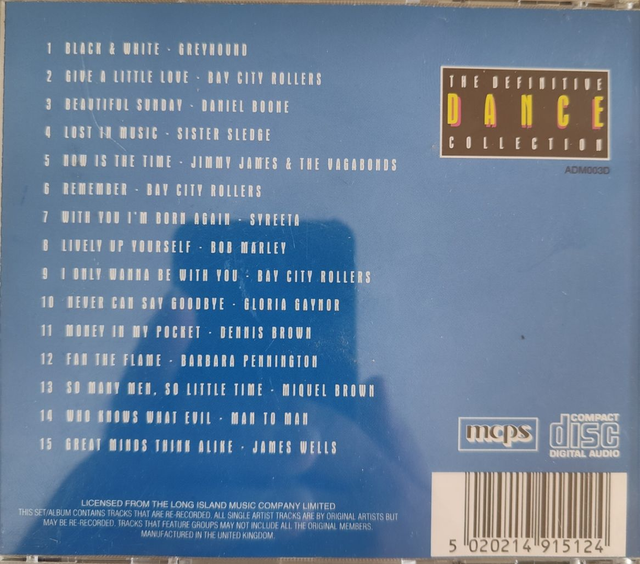 1 BLACK & WHITE - GREYHOUND
2 GIVE A LITTLE LOVE - BAY CITY ROLLERS
3 BEAUTIFUL SUNDAY - DANIEL BOONE
4 LOST IN MUSIC - SISTER SLEDGE
5 NOW IS THE TIME - JIMMY JAMES & THE VAGABONDS
6 REMEMBER - BAY CITY ROLLERS
7 WITH YOU I'M BORN AGAIN - SYREETA
8 LIVELY UP YOURSELF - BOB MARLEY
9 I ONLY WANNA BE WITH YOU - BAY CITY ROLLERS
10 NEVER CAN SAY GOODBYE - GLORIA GAYNOR
11 MONEY IN MY POCKET - DENNIS BROWN
12 FAN THE FLAME - BARBARA PENNINGTON
13 SO MANY MEN, SO LITTLE TIME - MIQUEL BROWN
14 WHO KNOWS WHAT EVIL - MAN TO MAN
15 GREAT MINDS THINK ALIKE - JAMES WELLS
THE DEFINITIVE
DANCE
COLLECTION
ADM003D
mcps
COMPACT
disc
DIGITAL AUDIO
LICENSED FROM THE LONG ISLAND MUSIC COMPANY LIMITED
THIS SET/ALBUM CONTAINS TRACKS THAT ARE RE-RECORDED. ALL SINGLE ARTIST TRACKS ARE BY ORIGINAL ARTISTS BUT
MAY BE RE-RECORDED. TRACKS THAT FEATURE GROUPS MAY NOT INCLUDE ALL THE ORIGINAL MEMBERS.
MANUFACTURED IN THE UNITED KINGDOM.
5 020214 915124